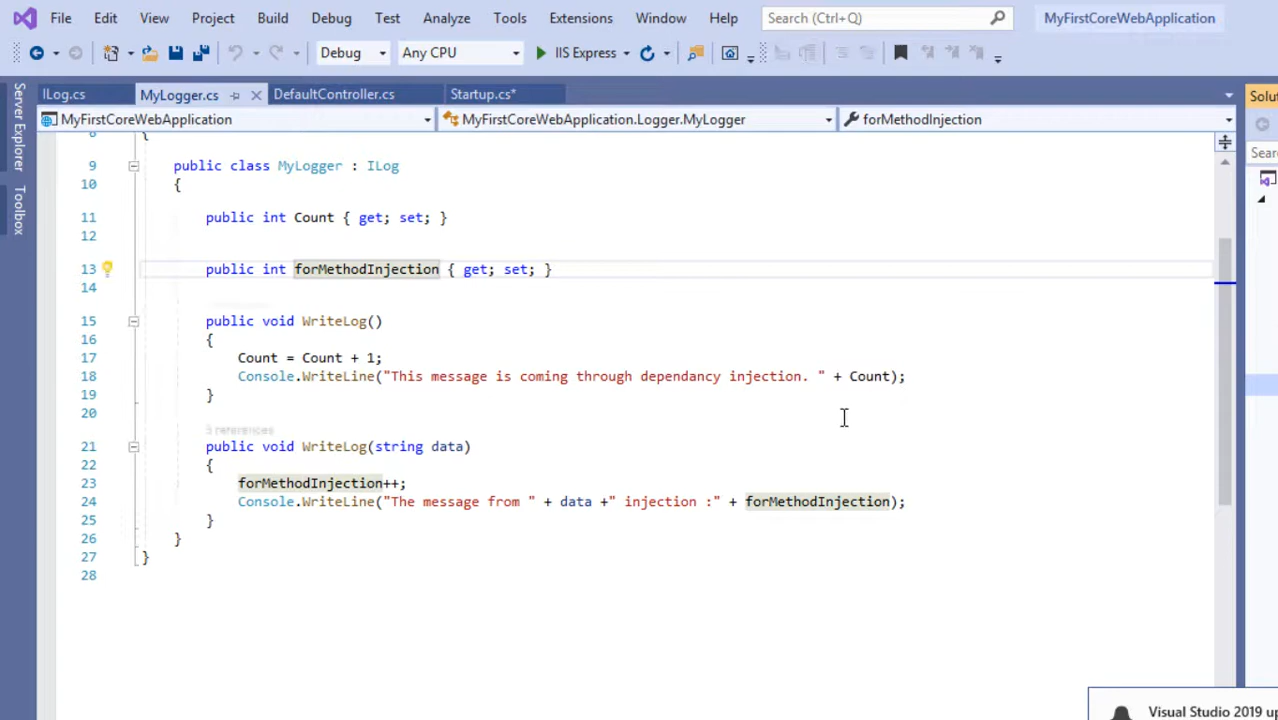 File Edit View Project Build Debug Test Analyze Tools Extensions Window Help Search (Ctrl+Q) MyFirstCoreWebApplication
Debug Any CPU IIS Express
Server Explorer
Toolbox
ILog.cs MyLogger.cs DefaultController.cs Startup.cs*
Solu
MyFirstCoreWebApplication MyFirstCoreWebApplication.Logger.MyLogger forMethodInjection
Sear
8 {
9 public class MyLogger : ILog
10 {
11 public int Count { get; set; }
12
13 public int forMethodInjection { get; set; }
14
15 public void WriteLog()
16 {
17 Count = Count + 1;
18 Console.WriteLine("This message is coming through dependancy injection. " + Count);
19 }
20
3 references
21 public void WriteLog(string data)
22 {
23 forMethodInjection++;
24 Console.WriteLine("The message from " + data +" injection :" + forMethodInjection);
25 }
26 }
27 }
28
Visual Studio 2019 up